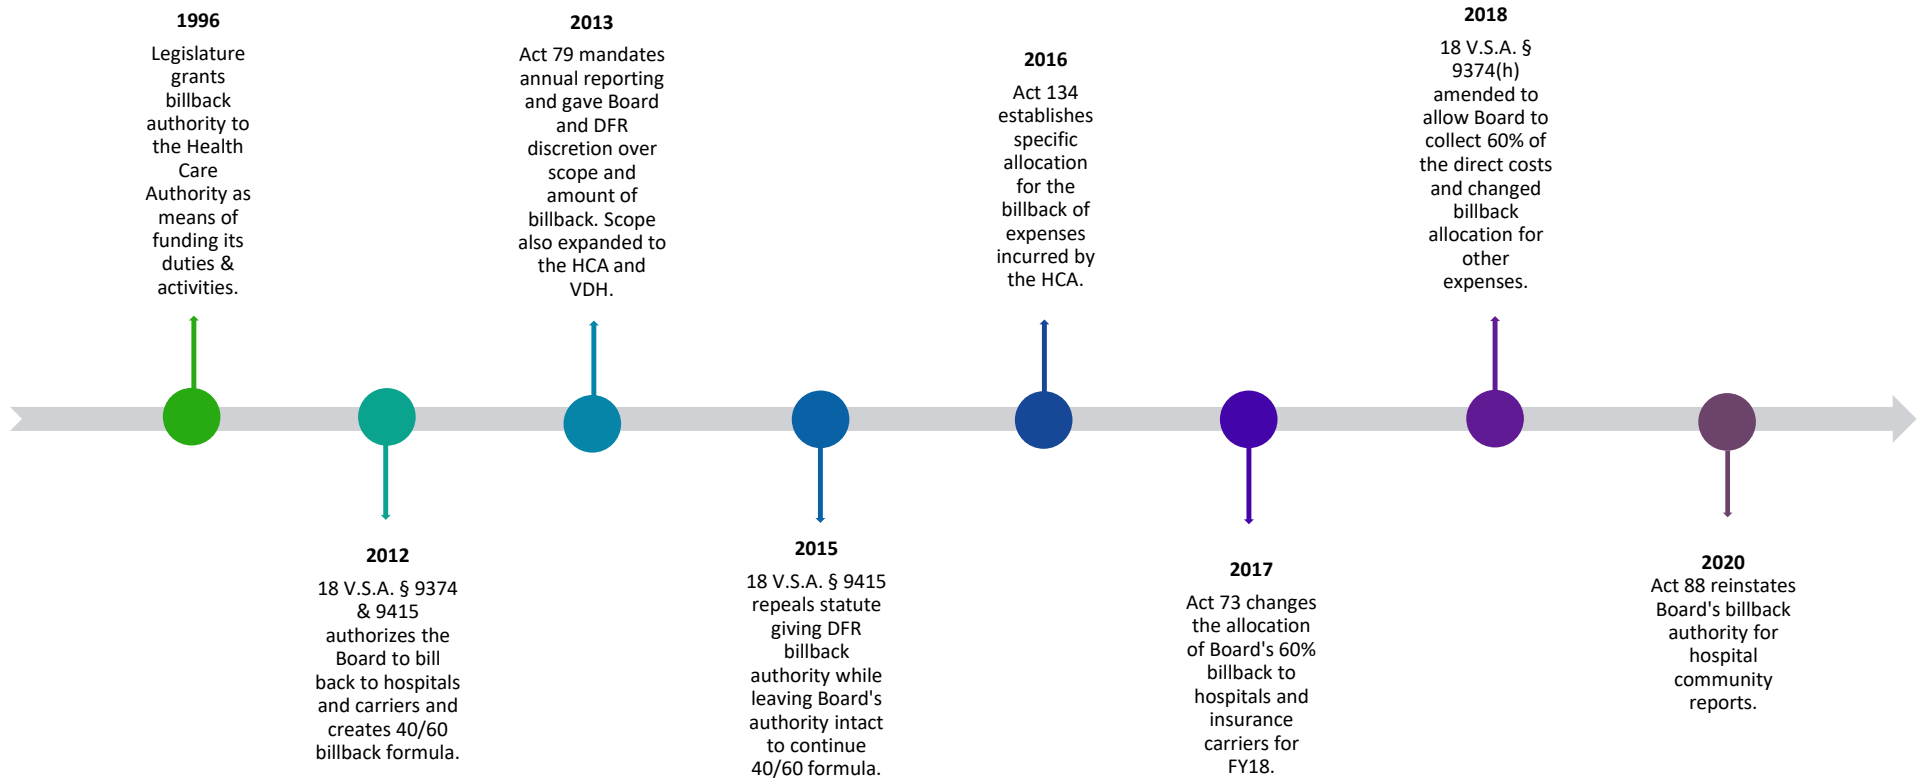 1996
Legislature
grants
billback
authority to
the Health
Care
Authority as
means of
funding its
duties &
activities.
2012
18 V.S.A. § 9374
& 9415
authorizes the
Board to bill
back to hospitals
and carriers and
creates 40/60
billback formula.
2013
Act 79 mandates
annual reporting
and gave Board
and DFR
discretion over
scope and
amount of
billback. Scope
also expanded to
the HCA and
VDH.
2015
18 V.S.A. § 9415
repeals statute
giving DFR
billback
authority while
leaving Board's
authority intact
to continue
40/60 formula.
2016
Act 134
establishes
specific
allocation
for the
billback of
expenses
incurred by
the HCA.
2017
Act 73 changes
the allocation
of Board's 60%
billback to
hospitals and
insurance
carriers for
FY18.
2018
18 V.S.A. §
9374(h)
amended to
allow Board to
collect 60% of
the direct costs
and changed
billback
allocation for
other
expenses.
2020
Act 88 reinstates
Board's billback
authority for
hospital
community
reports.